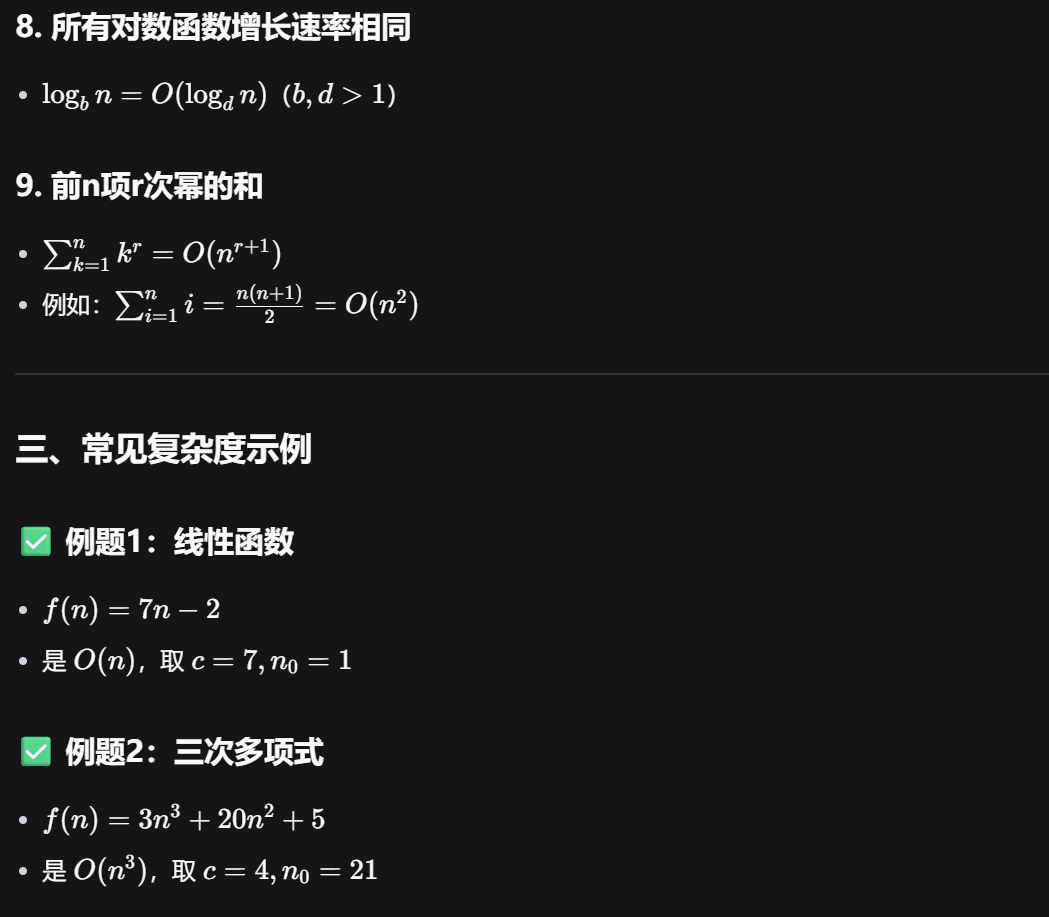 8. 所有对数函数增长速率相同
• log_b n = O(log_d n)（b, d > 1）
9. 前n项r次幂的和
• ∑_{k=1}^{n} k^r = O(n^{r+1})
• 例如：∑_{i=1}^{n} i = \frac{n(n+1)}{2} = O(n^2)
三、常见复杂度示例
✅ 例题1：线性函数
• f(n) = 7n − 2
• 是 O(n)，取 c = 7, n_0 = 1
✅ 例题2：三次多项式
• f(n) = 3n^3 + 20n^2 + 5
• 是 O(n^3)，取 c = 4, n_0 = 21